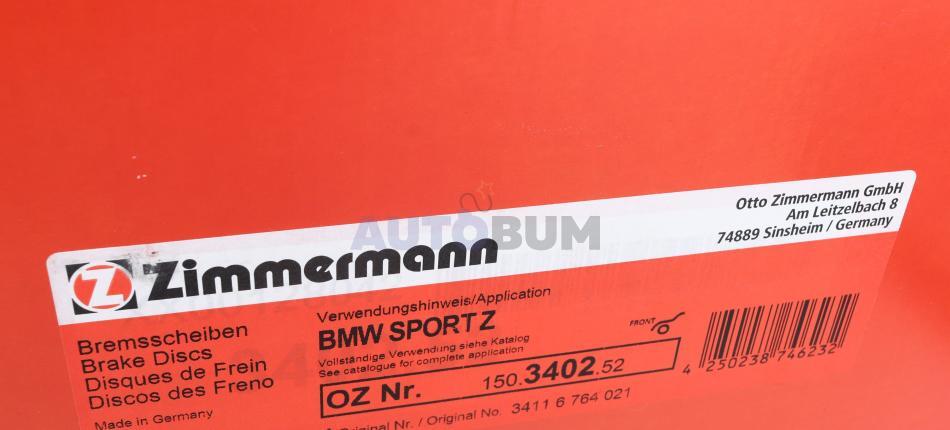 Otto Zimmermann GmbH
Am Leitzelbach 8
74889 Sinsheim / Germany
AUTOBUM
Z Zimmermann
Bremsscheiben
Brake Discs
Disques de Frein
Discos des Freno
Made in Germany
Verwendungshinweis/Application
BMW SPORT Z
Vollständige Verwendung siehe Katalog
See catalogue for complete application
FRONT
OZ Nr. 150.3402.52
Original Nr. / Original No. 3411 6 764 021
4 250238 746232